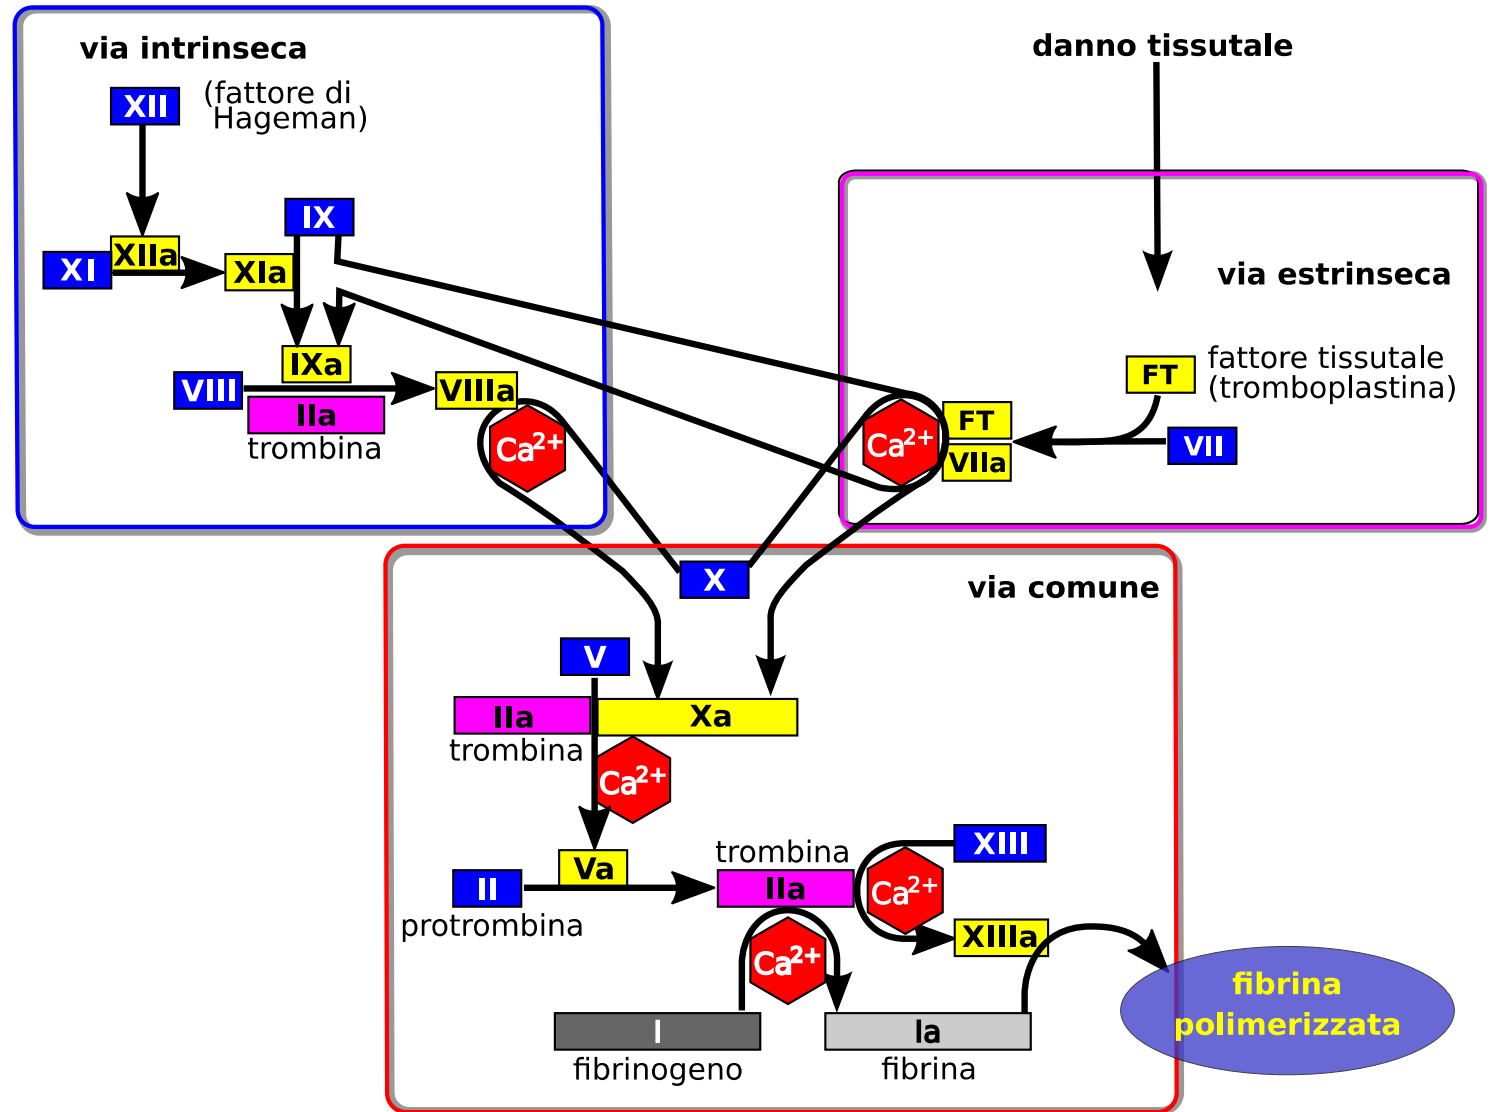 via intrinseca
XII
(fattore di
Hageman)
IX
XI
XIIa
XIa
IXa
VIII
VIIIa
IIa
trombina
Ca2+
danno tissutale
via estrinseca
FT
fattore tissutale
(tromboplastina)
Ca2+
FT
VIIa
VII
X
via comune
V
IIa
Xa
trombina
Ca2+
Va
II
protrombina
trombina
IIa
XIII
Ca2+
XIIIa
Ca2+
I
fibrinogeno
Ia
fibrina
fibrina
polimerizzata